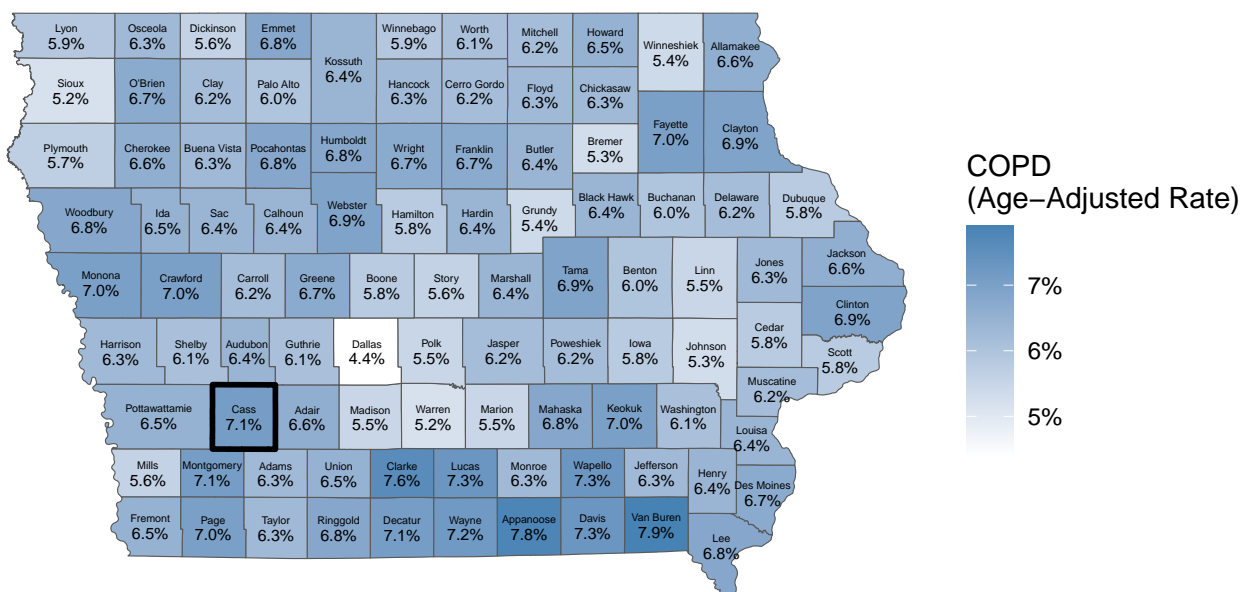 Lyon
5.9%
Osceola
6.3%
Dickinson
5.6%
Emmet
6.8%
Kossuth
6.4%
Winnebago
5.9%
Worth
6.1%
Mitchell
6.2%
Howard
6.5%
Winneshiek
5.4%
Allamakee
6.6%
Sioux
5.2%
O'Brien
6.7%
Clay
6.2%
Palo Alto
6.0%
Hancock
6.3%
Cerro Gordo
6.2%
Floyd
6.3%
Chickasaw
6.3%
Fayette
7.0%
Clayton
6.9%
Plymouth
5.7%
Cherokee
6.6%
Buena Vista
6.3%
Pocahontas
6.8%
Humboldt
6.8%
Wright
6.7%
Franklin
6.7%
Butler
6.4%
Bremer
5.3%
Woodbury
6.8%
Ida
6.5%
Sac
6.4%
Calhoun
6.4%
Webster
6.9%
Hamilton
5.8%
Hardin
6.4%
Grundy
5.4%
Black Hawk
6.4%
Buchanan
6.0%
Delaware
6.2%
Dubuque
5.8%
Monona
7.0%
Crawford
7.0%
Carroll
6.2%
Greene
6.7%
Boone
5.8%
Story
5.6%
Marshall
6.4%
Tama
6.9%
Benton
6.0%
Linn
5.5%
Jones
6.3%
Jackson
6.6%
Clinton
6.9%
Harrison
6.3%
Shelby
6.1%
Audubon
6.4%
Guthrie
6.1%
Dallas
4.4%
Polk
5.5%
Jasper
6.2%
Poweshiek
6.2%
Iowa
5.8%
Johnson
5.3%
Cedar
5.8%
Scott
5.8%
Muscatine
6.2%
Pottawattamie
6.5%
Cass
7.1%
Adair
6.6%
Madison
5.5%
Warren
5.2%
Marion
5.5%
Mahaska
6.8%
Keokuk
7.0%
Washington
6.1%
Louisa
6.4%
Mills
5.6%
Montgomery
7.1%
Adams
6.3%
Union
6.5%
Clarke
7.6%
Lucas
7.3%
Monroe
6.3%
Wapello
7.3%
Jefferson
6.3%
Henry
6.4%
Des Moines
6.7%
Fremont
6.5%
Page
7.0%
Taylor
6.3%
Ringgold
6.8%
Decatur
7.1%
Wayne
7.2%
Appanoose
7.8%
Davis
7.3%
Van Buren
7.9%
Lee
6.8%
COPD
(Age−Adjusted Rate)
7%
6%
5%